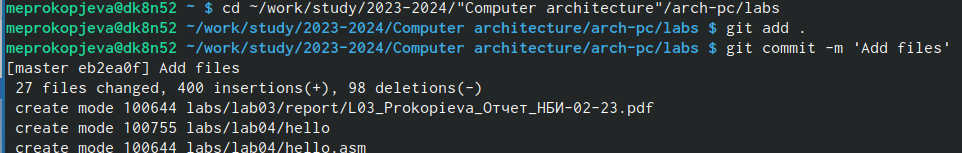 meprokopjeva@dk8n52 ~ $ cd ~/work/study/2023-2024/"Computer architecture"/arch-pc/labs
meprokopjeva@dk8n52 ~/work/study/2023-2024/Computer architecture/arch-pc/labs $ git add .
meprokopjeva@dk8n52 ~/work/study/2023-2024/Computer architecture/arch-pc/labs $ git commit -m 'Add files'
[master eb2ea0f] Add files
27 files changed, 400 insertions(+), 98 deletions(-)
create mode 100644 labs/lab03/report/L03_Prokopieva_Отчет_НБИ-02-23.pdf
create mode 100755 labs/lab04/hello
create mode 100644 labs/lab04/hello.asm